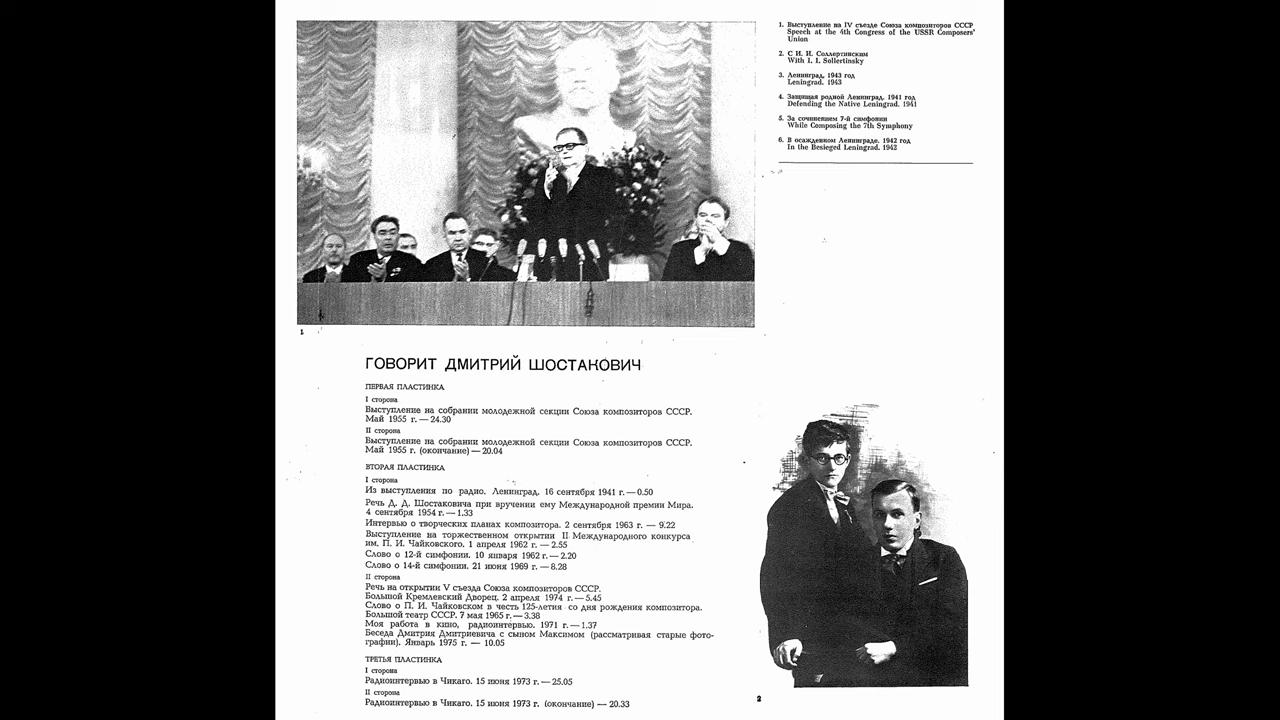 1. Выступление на IV съезде Союза композиторов СССР
Speech at the 4th Congress of the USSR Composers'
Union
2. С И. И. Соллертинским
With I. I. Sollertinsky
3. Ленинград, 1943 год
Leningrad. 1943
4. Защищая родной Ленинград. 1941 год
Defending the Native Leningrad. 1941
5. За сочинением 7-й симфонии
While Composing the 7th Symphony
6. В осажденном Ленинграде. 1942 год
In the Besieged Leningrad. 1942
1
ГОВОРИТ ДМИТРИЙ ШОСТАКОВИЧ
ПЕРВАЯ ПЛАСТИНКА
I сторона
Выступление на собрании молодежной секции Союза композиторов СССР.
Май 1955 г. — 24.30
II сторона
Выступление на собрании молодежной секции Союза композиторов СССР.
Май 1955 г. (окончание) — 20.04
ВТОРАЯ ПЛАСТИНКА
I сторона
Из выступления по радио. Ленинград. 16 сентября 1941 г. — 0.50
Речь Д. Д. Шостаковича при вручении ему Международной премии Мира.
4 сентября 1954 г. — 1.33
Интервью о творческих планах композитора. 2 сентября 1963 г. — 9.22
Выступление на торжественном открытии II Международного конкурса
им. П. И. Чайковского. 1 апреля 1962 г. — 2.55
Слово о 12-й симфонии. 10 января 1962 г. — 2.20
Слово о 14-й симфонии. 21 июня 1969 г. — 8.28
II сторона
Речь на открытии V съезда Союза композиторов СССР.
Большой Кремлевский Дворец. 2 апреля 1974 г. — 5.45
Слово о П. И. Чайковском в честь 125-летия со дня рождения композитора.
Большой театр СССР. 7 мая 1965 г. — 3.38
Моя работа в кино, радиоинтервью. 1971 г. — 1.37
Беседа Дмитрия Дмитриевича с сыном Максимом (рассматривая старые фото-
графии). Январь 1975 г. — 10.05
ТРЕТЬЯ ПЛАСТИНКА
I сторона
Радиоинтервью в Чикаго. 15 июня 1973 г. — 25.05
II сторона
Радиоинтервью в Чикаго. 15 июня 1973 г. (окончание) — 20.33
2